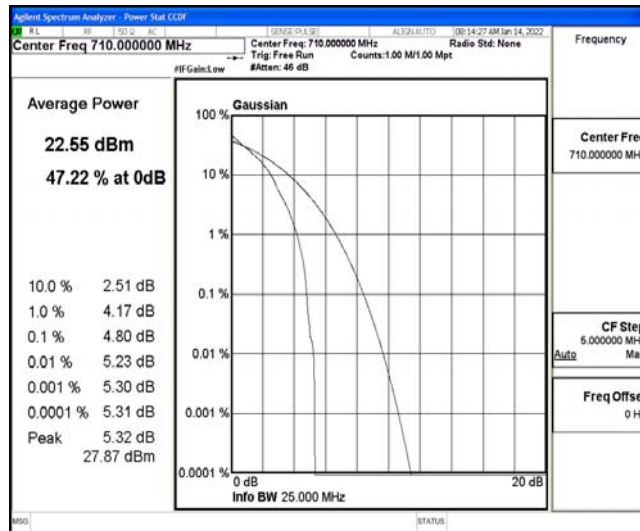 Agilent Spectrum Analyzer - Power Stat CCDF
RL RF 50 Ω AC SENSE:PULSE ALIGN AUTO 08:14:27 AM Jan 14, 2022
Center Freq 710.000000 MHz
Center Freq: 710.000000 MHz Radio Std: None
Trig: Free Run Counts:1.00 M/1.00 Mpt
#IFGain:Low #Atten: 46 dB
Frequency
Average Power
22.55 dBm
47.22 % at 0dB
10.0 % 2.51 dB
1.0 % 4.17 dB
0.1 % 4.80 dB
0.01 % 5.23 dB
0.001 % 5.30 dB
0.0001 % 5.31 dB
Peak 5.32 dB
27.87 dBm
Gaussian
100 %
10 %
1 %
0.1 %
0.01 %
0.001 %
0.0001 %
0 dB 20 dB
Info BW 25.000 MHz
Center Fre
710.000000 MH
CF Ste
5.000000 MH
Auto Ma
Freq Offse
0 H
MSG STATUS